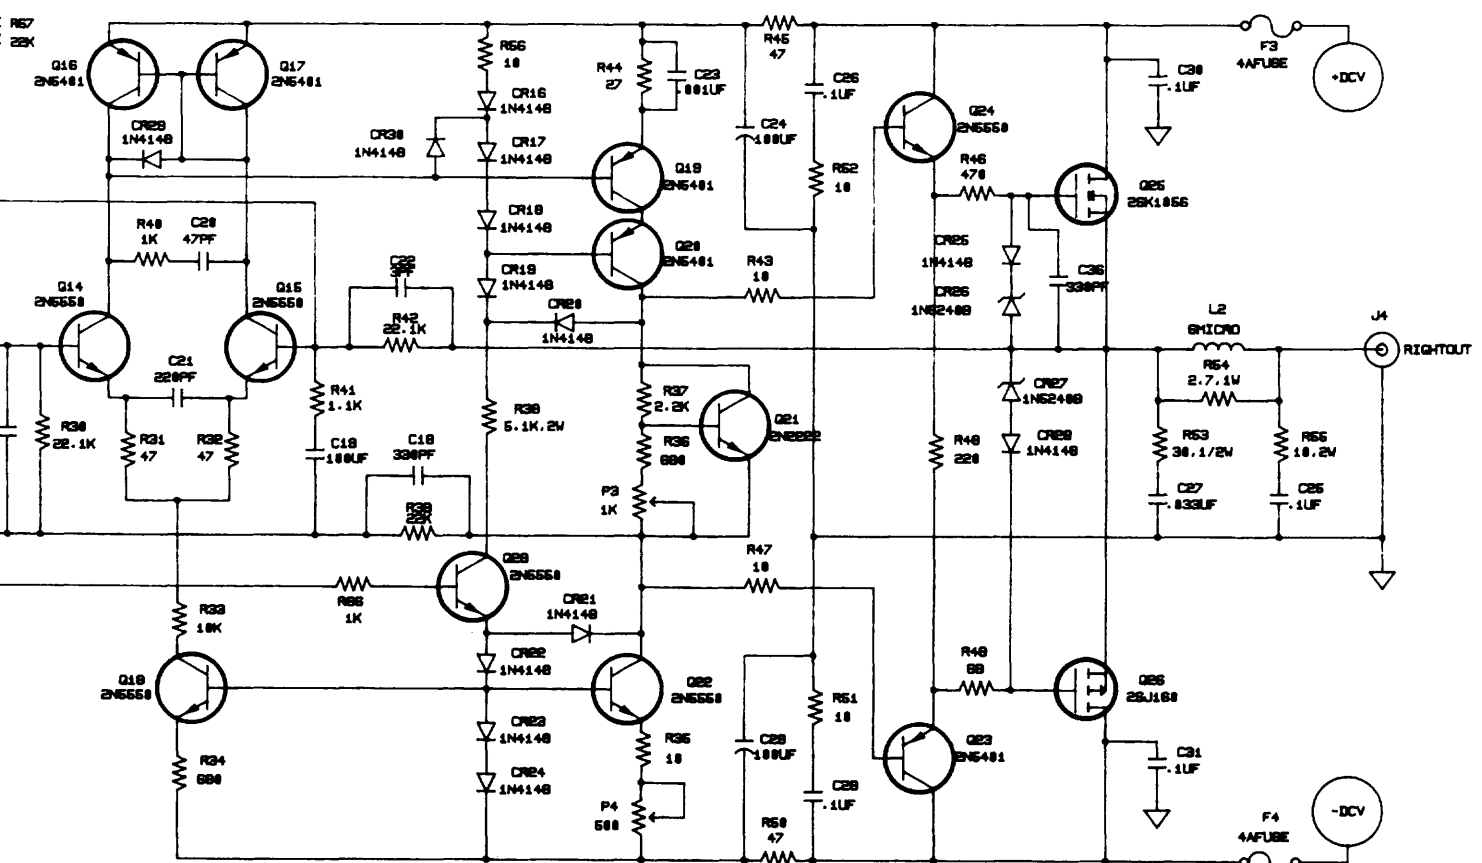 R67
22K
Q16
2N5401
Q17
2N5401
R56
10
CR16
1N4148
R44
27
C23
.001UF
R45
47
C26
.1UF
F3
4AFUSE
+DCV
C30
.1UF
CR29
1N4148
CR30
1N4148
CR17
1N4148
C24
100UF
Q24
2N5550
R52
10
R46
470
Q19
2N5401
Q25
2SK1056
CR18
1N4148
R40
1K
C20
47PF
Q20
2N5401
R43
10
CR25
1N4148
C36
330PF
CR26
1N5240B
CR19
1N4148
CR20
1N4148
Q14
2N5550
Q15
2N5550
C22
3PF
R42
22.1K
L2
6MICRO
J4
RIGHTOUT
C21
220PF
R54
2.7,1W
CR27
1N5240B
R41
1.1K
R37
2.2K
Q21
2N2222
R30
22.1K
R31
47
R32
47
C19
100UF
C18
330PF
R38
22K
R39
5.1K,2W
R36
680
P3
1K
R48
220
CR28
1N4148
R53
30,1/2W
R55
10,2W
C27
.033UF
C25
.1UF
R47
10
2N5550
R66
1K
CR21
1N4148
R33
10K
CR22
1N4148
Q18
2N5550
Q22
2N5550
R49
68
Q26
2SJ160
R51
10
CR23
1N4148
R35
10
100UF
Q23
2N5401
R34
680
CR24
1N4148
P4
500
.1UF
C31
.1UF
R50
47
F4
4AFUSE
-DCV